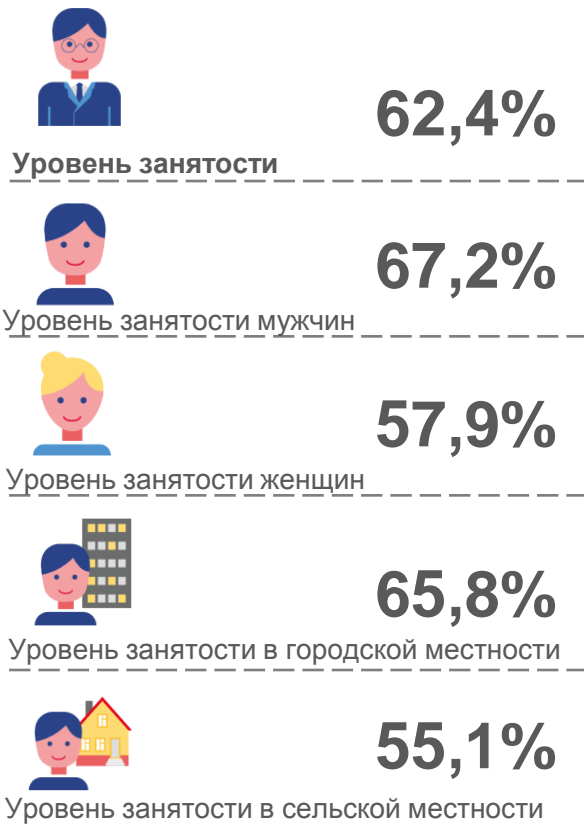 62,4%
Уровень занятости
67,2%
Уровень занятости мужчин
57,9%
Уровень занятости женщин
65,8%
Уровень занятости в городской местности
55,1%
Уровень занятости в сельской местности